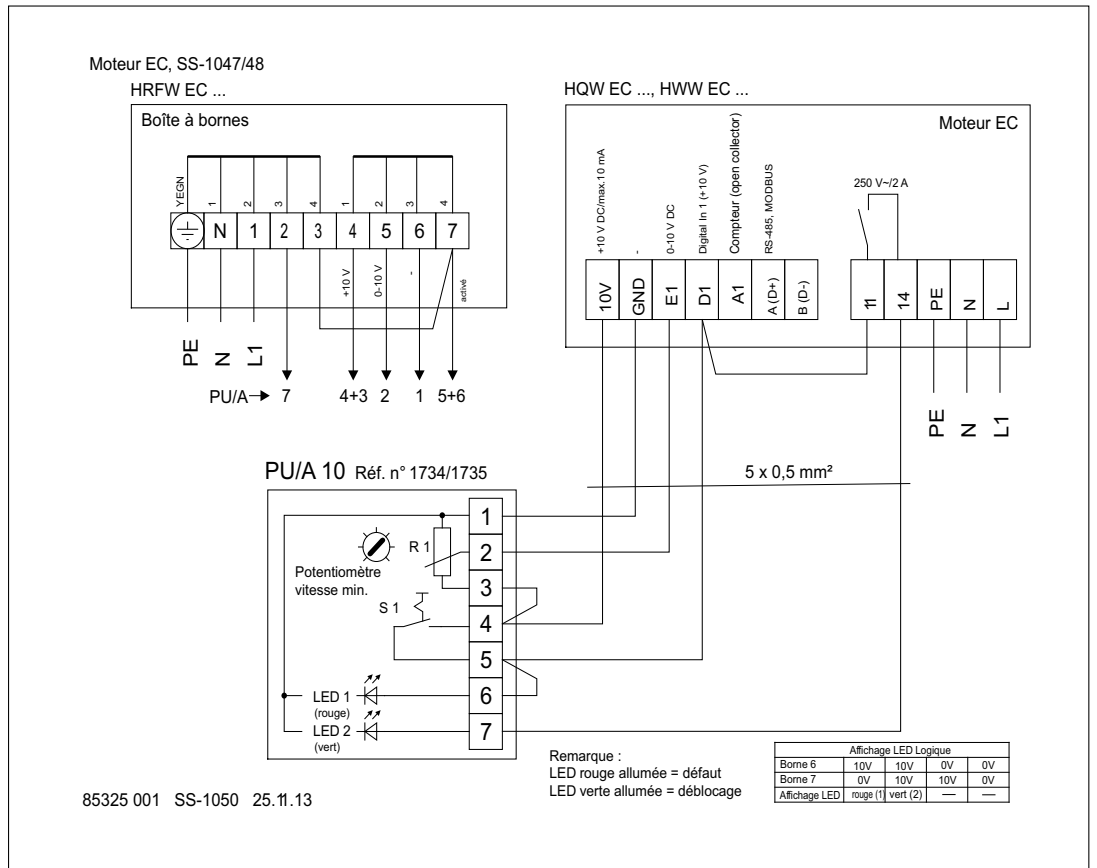 Moteur EC, SS-1047/48
HRFW EC ...
Boîte à bornes
YEGN 1 2 3 4 1 2 3 4
N 1 2 3 4 5 6 7
+10 V
0-10 V
-
activé
PE N L1
PU/A 7 4+3 2 1 5+6
HQW EC ..., HWW EC ...
Moteur EC
+10 V DC/max.10 mA
-
0-10 V DC
Digital In 1 (+10 V)
Compteur (open collector)
RS-485, MODBUS
250 V~/2 A
10V GND E1 D1 A1 A (D+) B (D-) 11 14 PE N L
PE N L1
5 x 0,5 mm²
PU/A 10 Réf. n° 1734/1735
1
R 1
2
Potentiomètre
vitesse min.
3
S 1
4
5
LED 1
(rouge)
6
LED 2
(vert)
7
Remarque :
LED rouge allumée = défaut
LED verte allumée = déblocage
Affichage LED Logique
Borne 6 10V 10V 0V 0V
Borne 7 0V 10V 10V 0V
Affichage LED rouge (1) vert (2) — —
85325 001 SS-1050 25.11.13